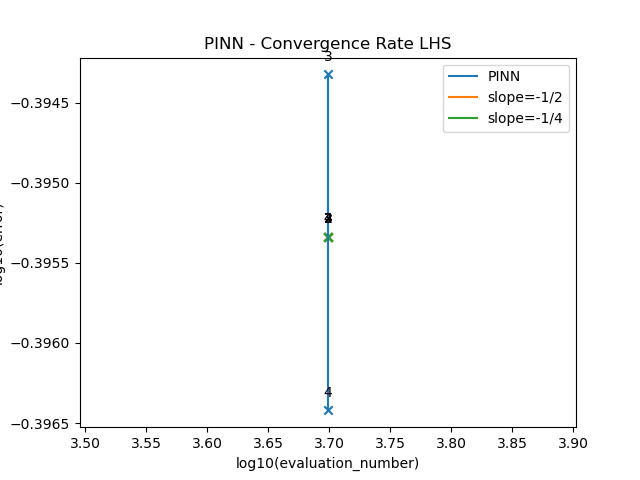 PINN - Convergence Rate LHS
3
PINN
slope=-1/2
slope=-1/4
−0.3945
−0.3950
−0.3955
−0.3960
4
−0.3965
3.50 3.55 3.60 3.65 3.70 3.75 3.80 3.85 3.90
log10(evaluation_number)